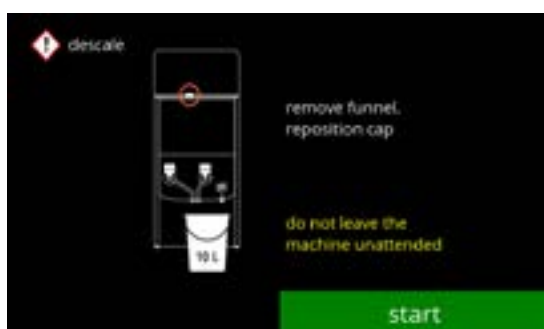 descale
remove funnel.
reposition cap
do not leave the
machine unattended
10 L
start